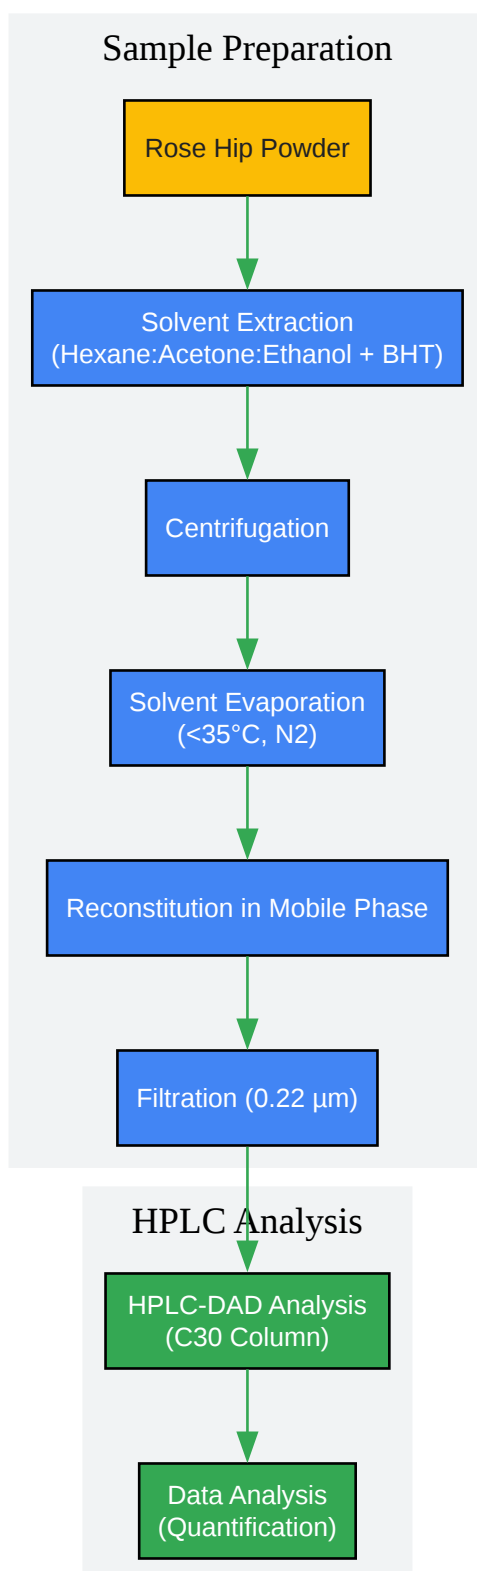 Sample Preparation
Rose Hip Powder
Solvent Extraction
(Hexane:Acetone:Ethanol + BHT)
Centrifugation
Solvent Evaporation
(<35°C, N2)
Reconstitution in Mobile Phase
Filtration (0.22 µm)
HPLC Analysis
HPLC-DAD Analysis
(C30 Column)
Data Analysis
(Quantification)